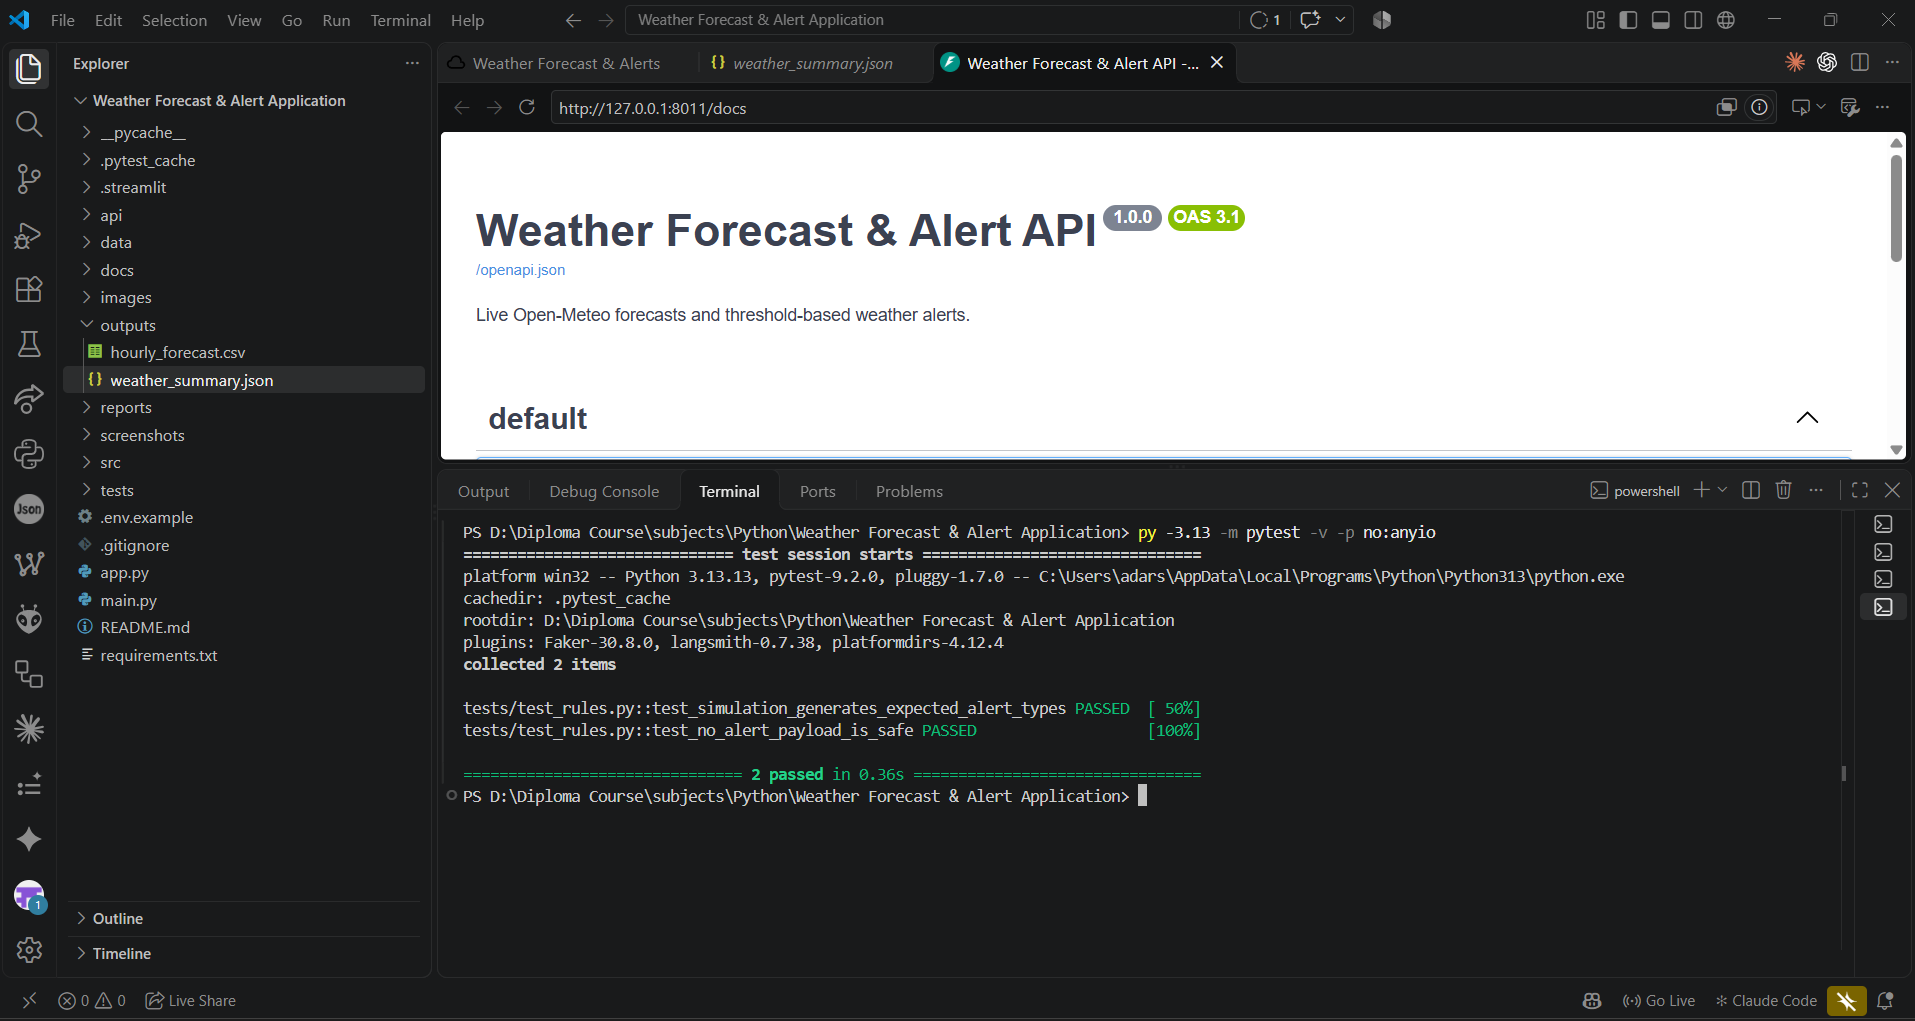 File Edit Selection View Go Run Terminal Help
Weather Forecast & Alert Application
1
Explorer
Weather Forecast & Alert Application
__pycache__
.pytest_cache
.streamlit
api
data
docs
images
outputs
hourly_forecast.csv
{} weather_summary.json
reports
screenshots
src
tests
.env.example
.gitignore
app.py
main.py
README.md
requirements.txt
Outline
Timeline
Json
1
Weather Forecast & Alerts
{} weather_summary.json
Weather Forecast & Alert API -...
http://127.0.0.1:8011/docs
Weather Forecast & Alert API 1.0.0 OAS 3.1
/openapi.json
Live Open-Meteo forecasts and threshold-based weather alerts.
default
Output Debug Console Terminal Ports Problems
powershell
PS D:\Diploma Course\subjects\Python\Weather Forecast & Alert Application> py -3.13 -m pytest -v -p no:anyio
============================== test session starts ===============================
platform win32 -- Python 3.13.13, pytest-9.2.0, pluggy-1.7.0 -- C:\Users\adars\AppData\Local\Programs\Python\Python313\python.exe
cachedir: .pytest_cache
rootdir: D:\Diploma Course\subjects\Python\Weather Forecast & Alert Application
plugins: Faker-30.8.0, langsmith-0.7.38, platformdirs-4.12.4
collected 2 items
tests/test_rules.py::test_simulation_generates_expected_alert_types PASSED [ 50%]
tests/test_rules.py::test_no_alert_payload_is_safe PASSED [100%]
=============================== 2 passed in 0.36s ================================
PS D:\Diploma Course\subjects\Python\Weather Forecast & Alert Application>
0 0 Live Share
Go Live
Claude Code